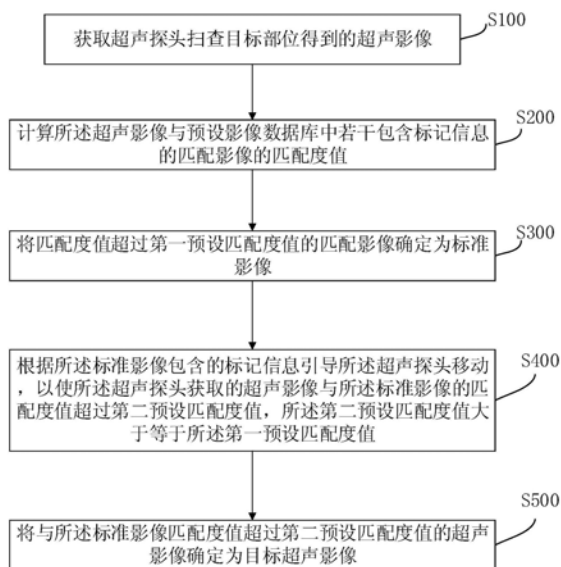 S100
获取超声探头扫查目标部位得到的超声影像
S200
计算所述超声影像与预设影像数据库中若干包含标记信息
的匹配影像的匹配度值
S300
将匹配度值超过第一预设匹配度值的匹配影像确定为标准
影像
S400
根据所述标准影像包含的标记信息引导所述超声探头移动
，以使所述超声探头获取的超声影像与所述标准影像的匹
配度值超过第二预设匹配度值，所述第二预设匹配度值大
于等于所述第一预设匹配度值
S500
将与所述标准影像匹配度值超过第二预设匹配度值的超声
影像确定为目标超声影像